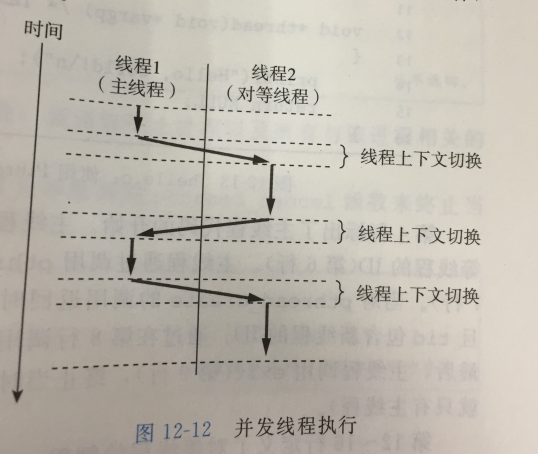 时间
线程1
（主线程）
线程2
（对等线程）
线程上下文切换
线程上下文切换
线程上下文切换
图 12-12 并发线程执行